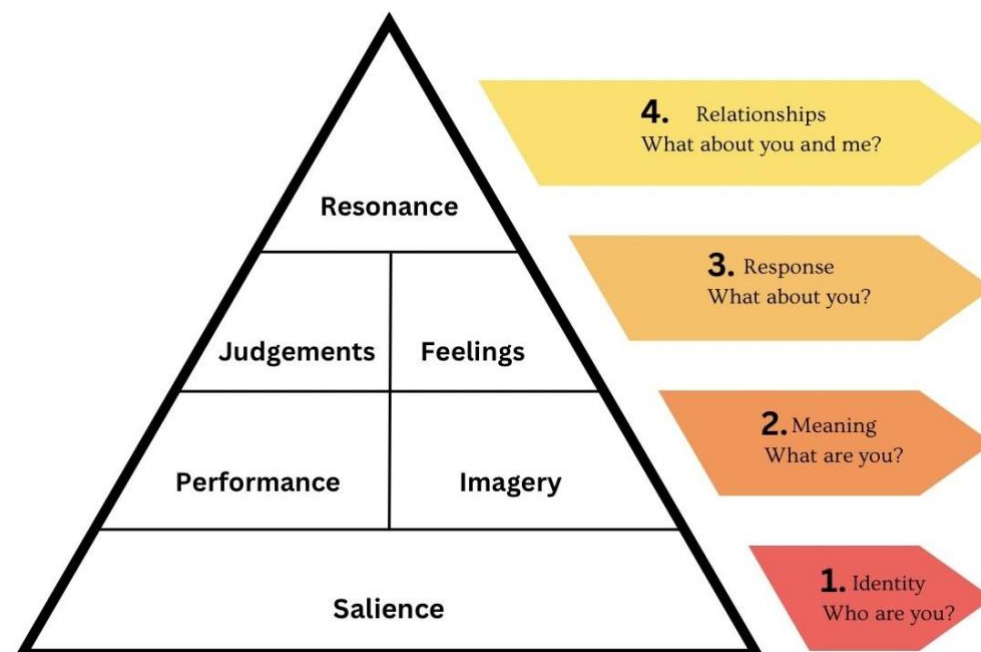 4. Relationships
What about you and me?
Resonance
3. Response
What about you?
Judgements Feelings
2. Meaning
What are you?
Performance Imagery
1. Identity
Who are you?
Salience